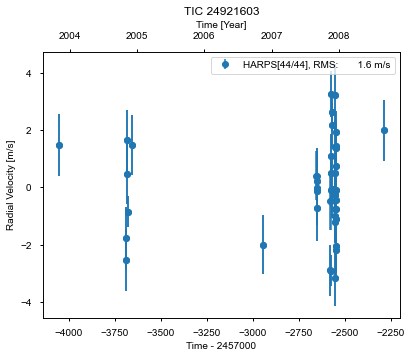 TIC 24921603
Time [Year]
2004 2005 2006 2007 2008
HARPS[44/44], RMS: 1.6 m/s
Radial Velocity [m/s]
4
2
0
−2
−4
−4000 −3750 −3500 −3250 −3000 −2750 −2500 −2250
Time - 2457000